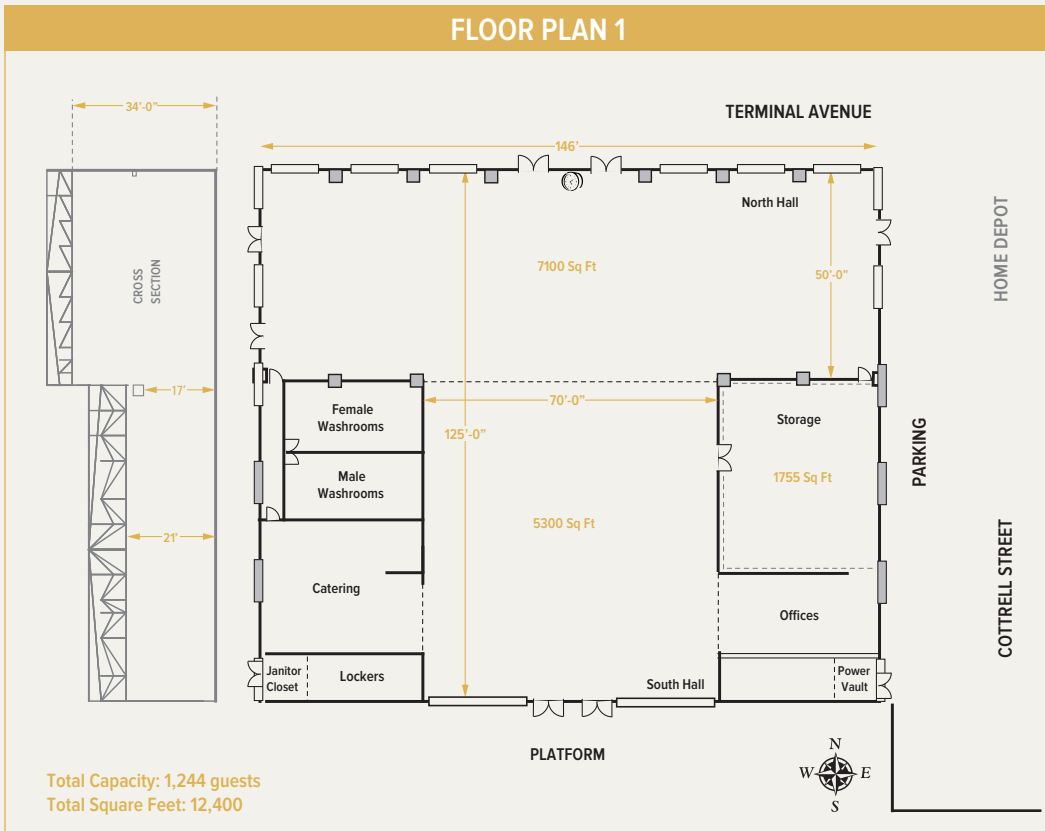 FLOOR PLAN 1
34'-0"
TERMINAL AVENUE
146'
North Hall
HOME DEPOT
CROSS
SECTION
7100 Sq Ft
50'-0"
17'
70'-0"
Female
Washrooms
125'-0"
Storage
PARKING
Male
Washrooms
1755 Sq Ft
5300 Sq Ft
21'
COTTRELL STREET
Catering
Offices
Janitor
Closet
Lockers
South Hall
Power
Vault
PLATFORM
N
W E
S
Total Capacity: 1,244 guests
Total Square Feet: 12,400